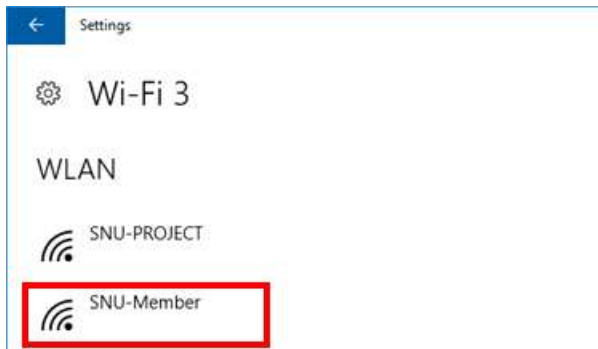 Settings
Wi-Fi 3
WLAN
SNU-PROJECT
SNU-Member